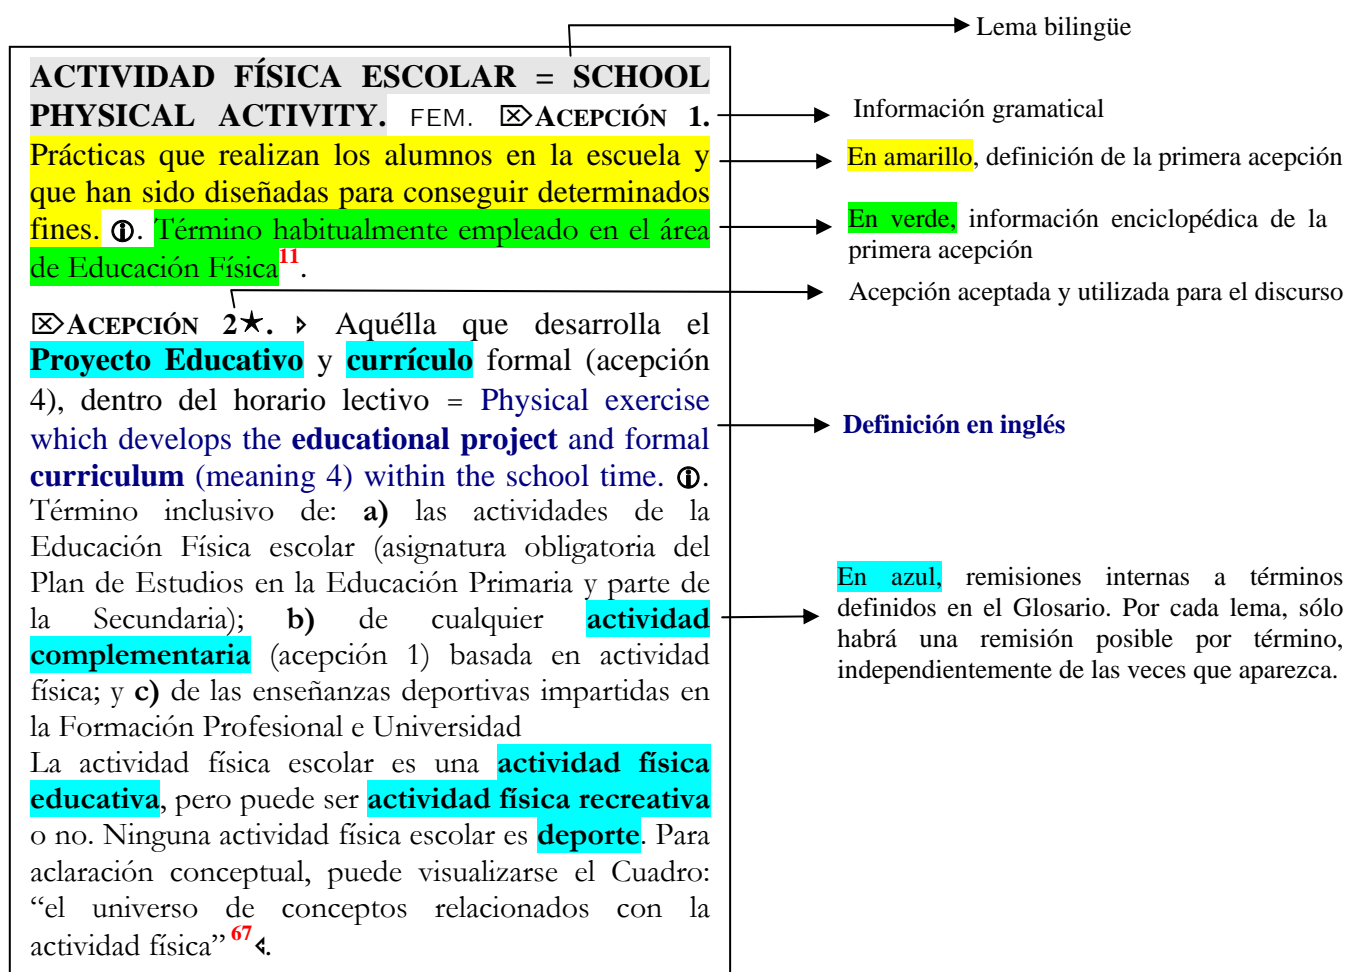 Lema bilingüe
ACTIVIDAD FÍSICA ESCOLAR = SCHOOL
PHYSICAL ACTIVITY. FEM. ⌦ACEPCIÓN 1.
Prácticas que realizan los alumnos en la escuela y
que han sido diseñadas para conseguir determinados
fines. 🛈. Término habitualmente empleado en el área
de Educación Física11.
⌦ACEPCIÓN 2★. Aquélla que desarrolla el
Proyecto Educativo y currículo formal (acepción
4), dentro del horario lectivo = Physical exercise
which develops the educational project and formal
curriculum (meaning 4) within the school time. 🛈.
Término inclusivo de: a) las actividades de la
Educación Física escolar (asignatura obligatoria del
Plan de Estudios en la Educación Primaria y parte de
la Secundaria); b) de cualquier actividad
complementaria (acepción 1) basada en actividad
física; y c) de las enseñanzas deportivas impartidas en
la Formación Profesional e Universidad
La actividad física escolar es una actividad física
educativa, pero puede ser actividad física recreativa
o no. Ninguna actividad física escolar es deporte. Para
aclaración conceptual, puede visualizarse el Cuadro:
“el universo de conceptos relacionados con la
actividad física” 67.
Información gramatical
En amarillo, definición de la primera acepción
En verde, información enciclopédica de la
primera acepción
Acepción aceptada y utilizada para el discurso
Definición en inglés
En azul, remisiones internas a términos
definidos en el Glosario. Por cada lema, sólo
habrá una remisión posible por término,
independientemente de las veces que aparezca.